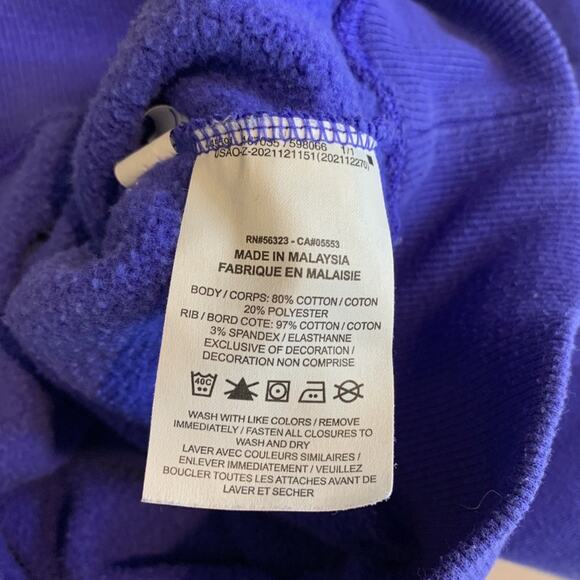 / 598066 1/1
RN#56323 - CA#05553
MADE IN MALAYSIA
FABRIQUE EN MALAISIE
BODY / CORPS: 80% COTTON / COTON
20% POLYESTER
RIB / BORD COTE: 97% COTTON / COTON
3% SPANDEX / ELASTHANNE
EXCLUSIVE OF DECORATION /
DECORATION NON COMPRISE
40C
WASH WITH LIKE COLORS / REMOVE
IMMEDIATELY / FASTEN ALL CLOSURES TO
WASH AND DRY
LAVER AVEC COULEURS SIMILAIRES /
ENLEVER IMMEDIATEMENT / VEUILLEZ
BOUCLER TOUTES LES ATTACHES AVANT DE
LAVER ET SECHER